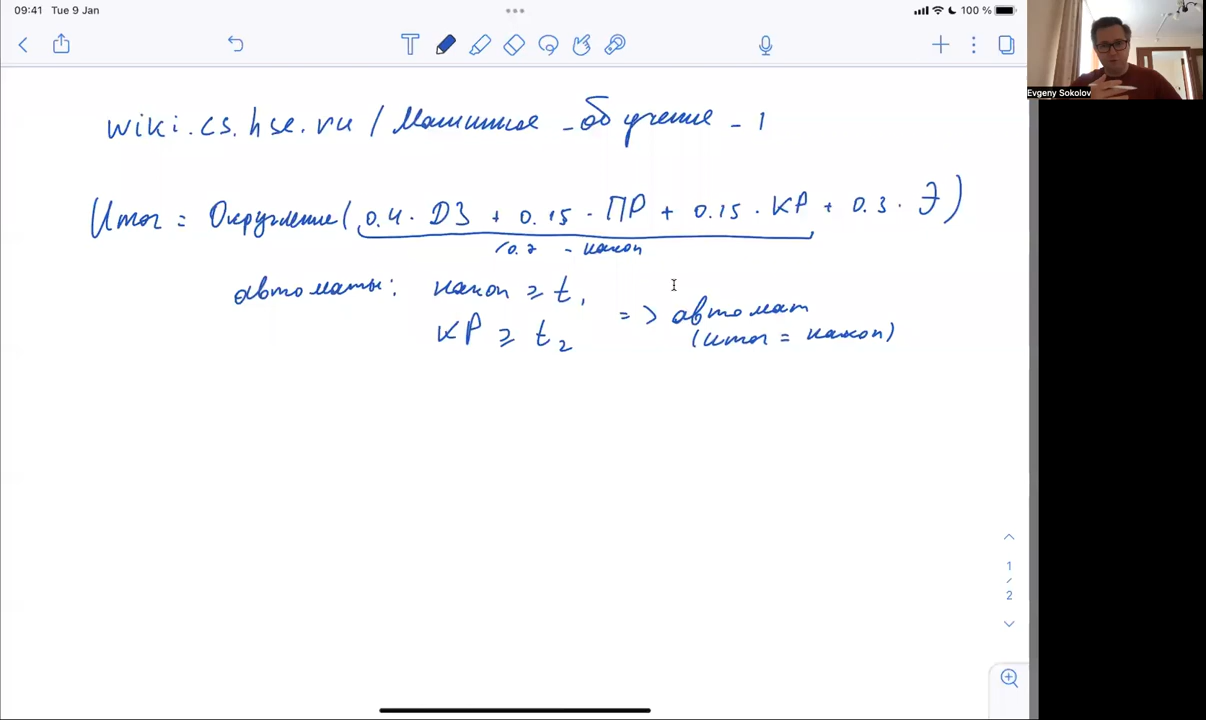 09:41 Tue 9 Jan
100 %
Evgeny Sokolov
wiki.cs.hse.ru/Машинное_обучение_1
Итог = Округление(0.4 · ДЗ + 0.15 · ПР + 0.15 · КР + 0.3 · Э)
/0.7 - накоп
автоматы: накоп ≥ t₁
КР ≥ t₂
=> автомат
(итог = накоп)
1
/
2